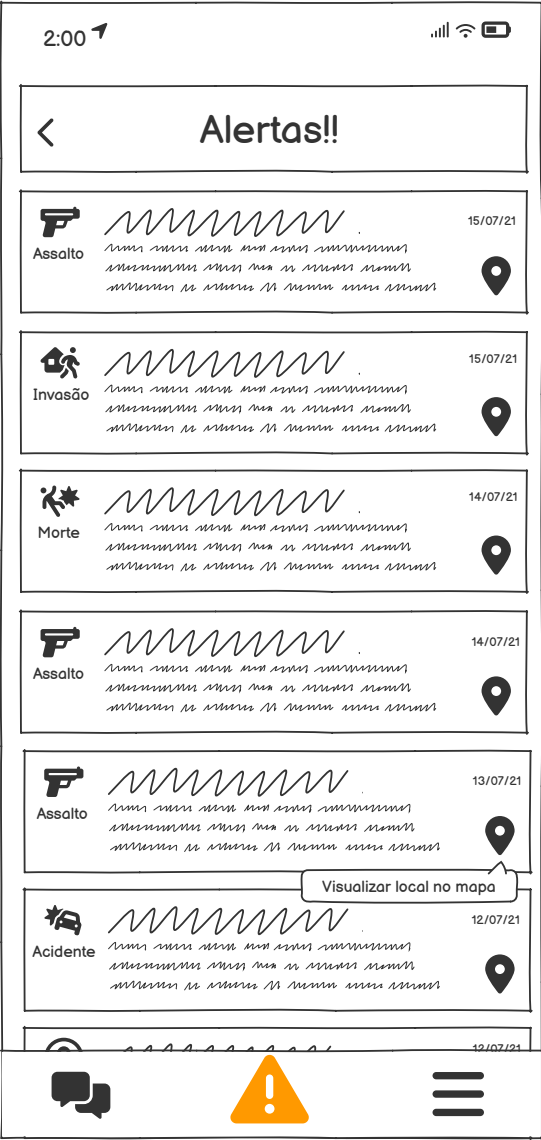 2:00
Alertas!!
15/07/21
Assalto
15/07/21
Invasão
14/07/21
Morte
14/07/21
Assalto
13/07/21
Assalto
Visualizar local no mapa
12/07/21
Acidente
12/07/21